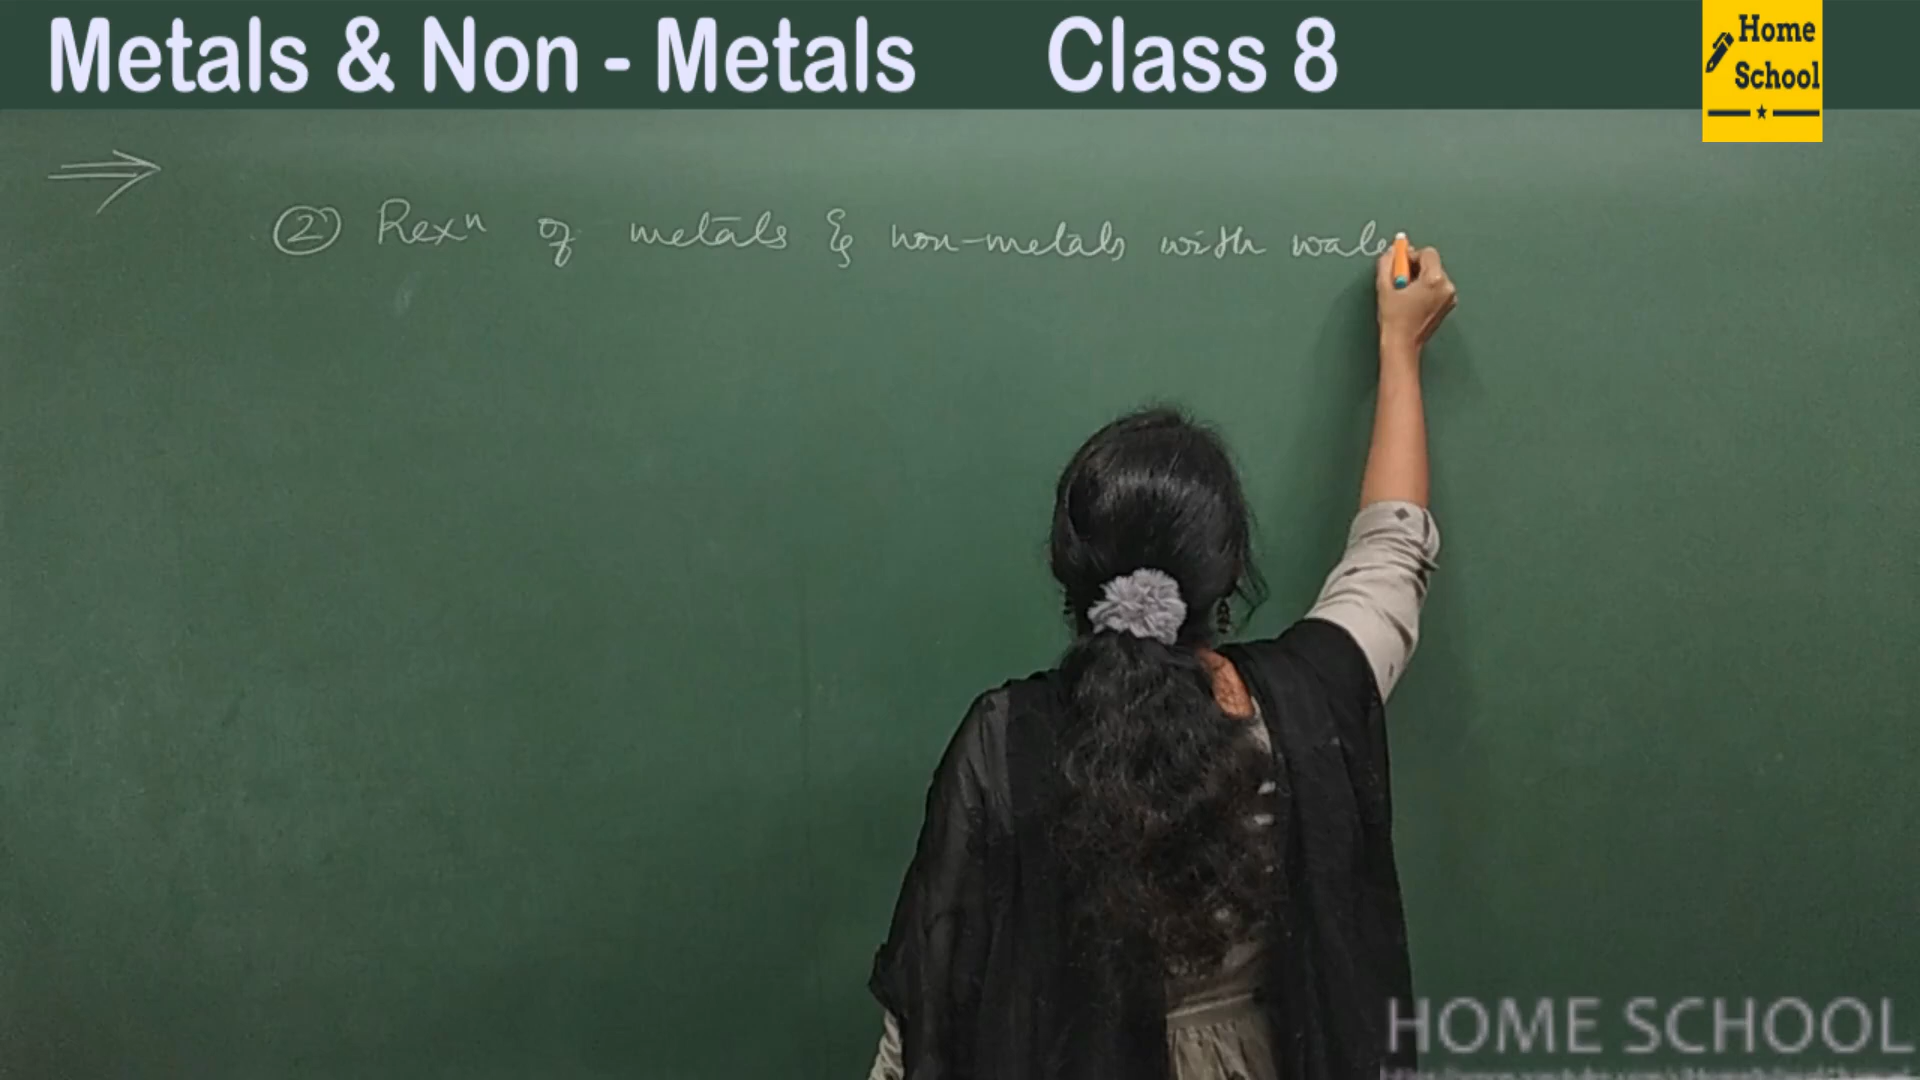 Metals & Non - Metals Class 8
Home
School
② Rexn of metals & non-metals with wate
HOME SCHOOL